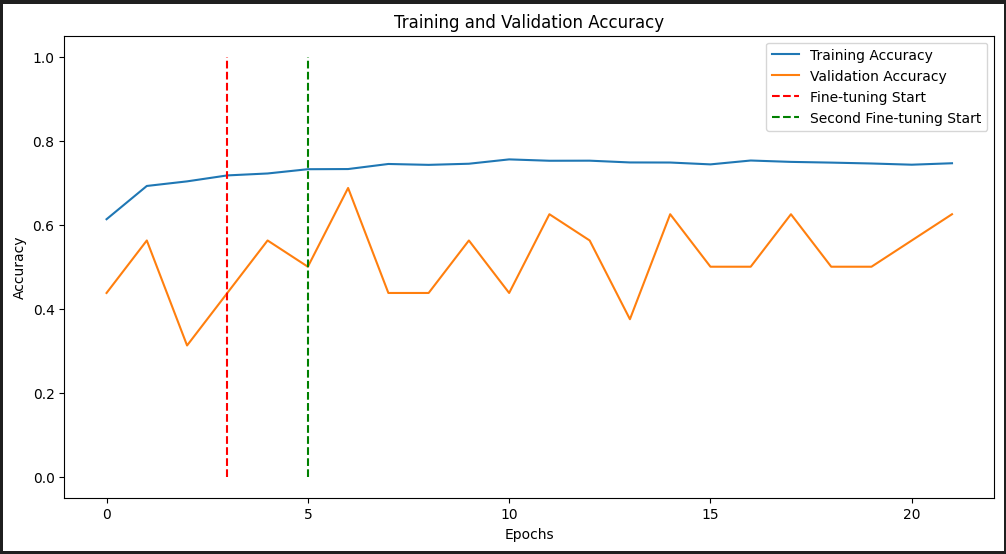 Training and Validation Accuracy
Training Accuracy
Validation Accuracy
Fine-tuning Start
Second Fine-tuning Start
1.0
0.8
0.6
0.4
0.2
0.0
Accuracy
0 5 10 15 20
Epochs